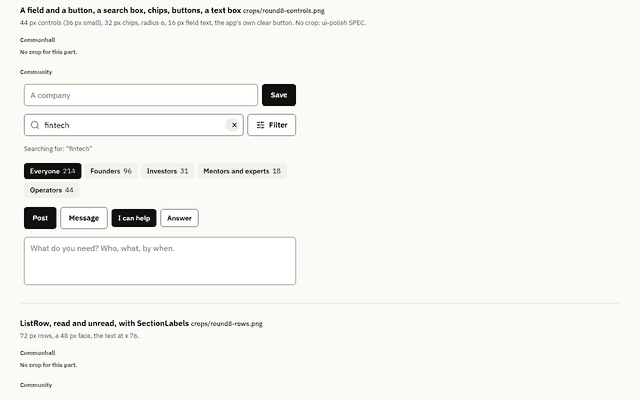 A field and a button, a search box, chips, buttons, a text box crops/round8-controls.png
44 px controls (36 px small), 32 px chips, radius 6, 16 px field text, the app's own clear button. No crop: ui-polish SPEC.
Commonhall
No crop for this part.
Community
A company Save
fintech Filter
Searching for: "fintech"
Everyone 214 Founders 96 Investors 31 Mentors and experts 18
Operators 44
Post Message I can help Answer
What do you need? Who, what, by when.
ListRow, read and unread, with SectionLabels crops/round8-rows.png
72 px rows, a 48 px face, the text at x 76.
Commonhall
No crop for this part.
Community